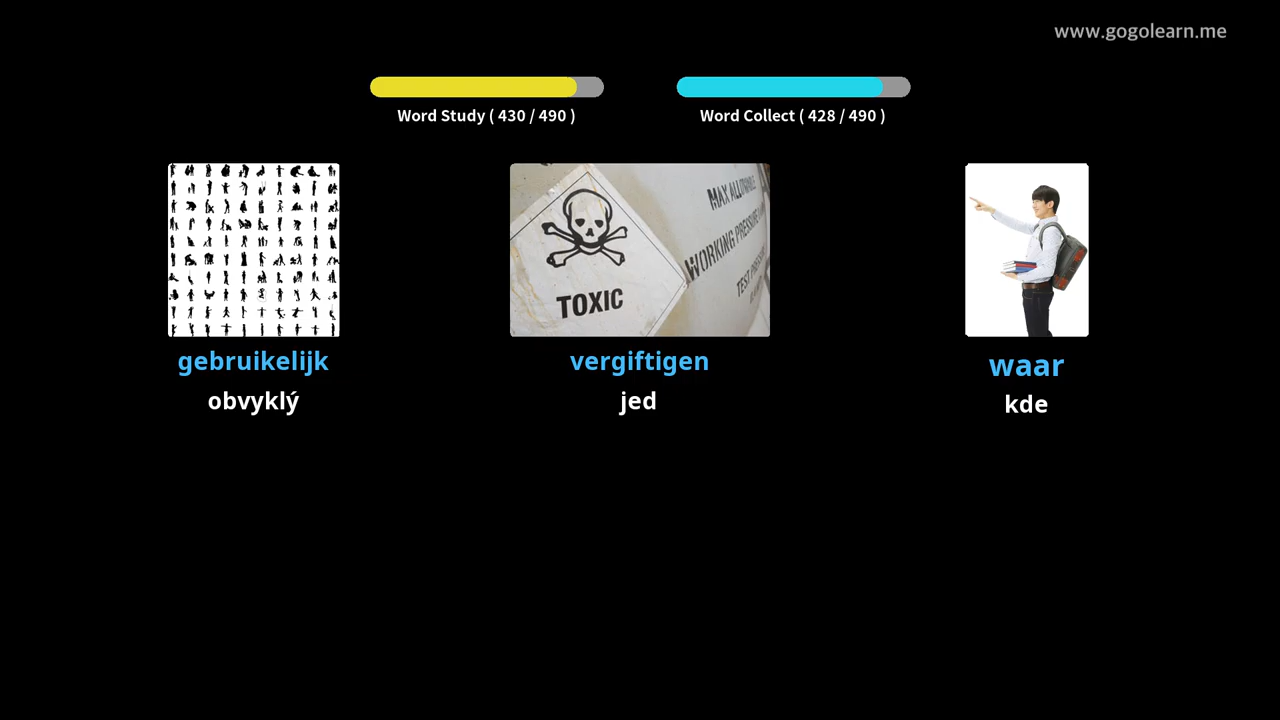 www.gogolearn.me
Word Study ( 430 / 490 )
Word Collect ( 428 / 490 )
MAX ALLOWABLE
WORKING PRESSURE
TOXIC
gebruikelijk
vergiftigen
waar
obvyklý
jed
kde